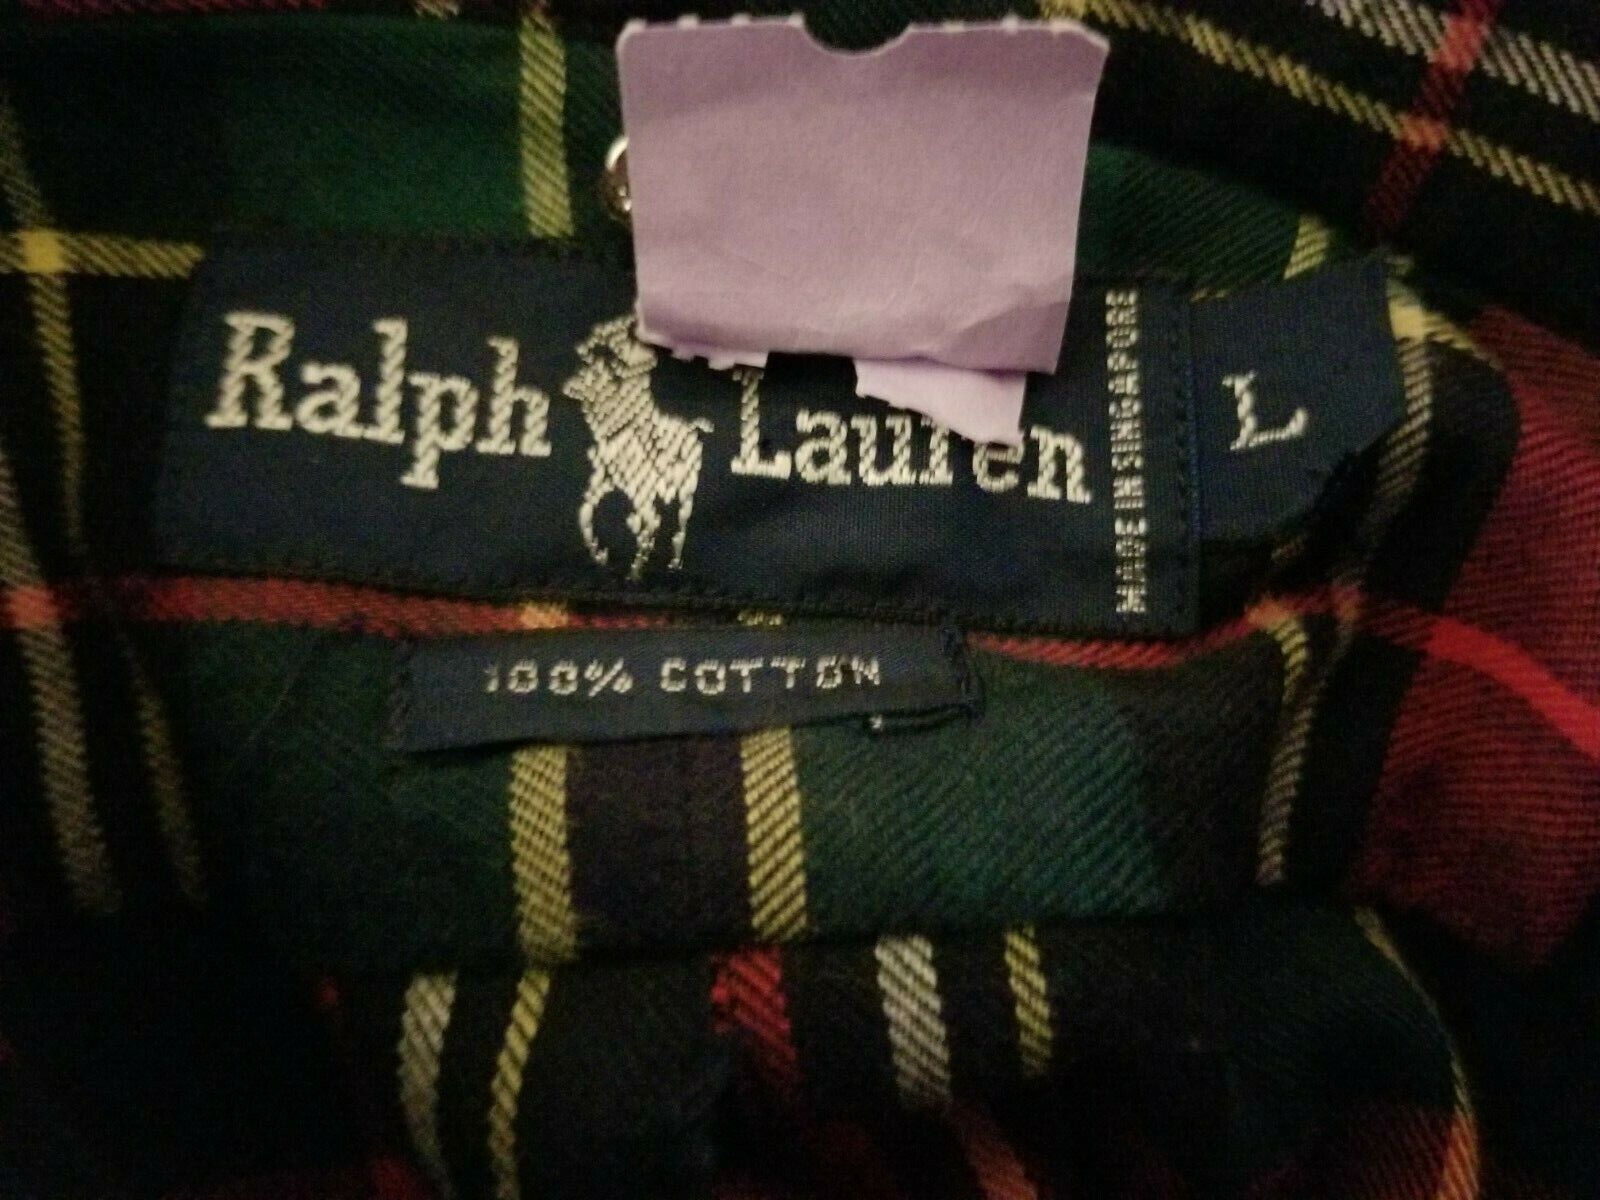 Ralph Lauren
MADE IN SINGAPORE
L
100% COTTON